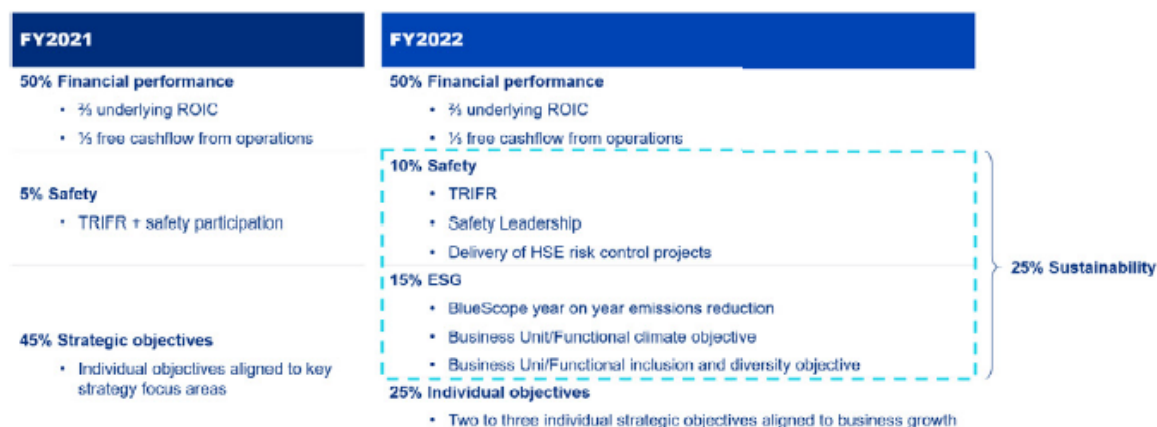 FY2021
50% Financial performance
• ⅔ underlying ROIC
• ⅓ free cashflow from operations
5% Safety
• TRIFR + safety participation
45% Strategic objectives
• Individual objectives aligned to key
strategy focus areas
FY2022
50% Financial performance
• ⅔ underlying ROIC
• ⅓ free cashflow from operations
10% Safety
• TRIFR
• Safety Leadership
• Delivery of HSE risk control projects
15% ESG
• BlueScope year on year emissions reduction
• Business Unit/Functional climate objective
• Business Uni/Functional inclusion and diversity objective
25% Individual objectives
• Two to three individual strategic objectives aligned to business growth
25% Sustainability